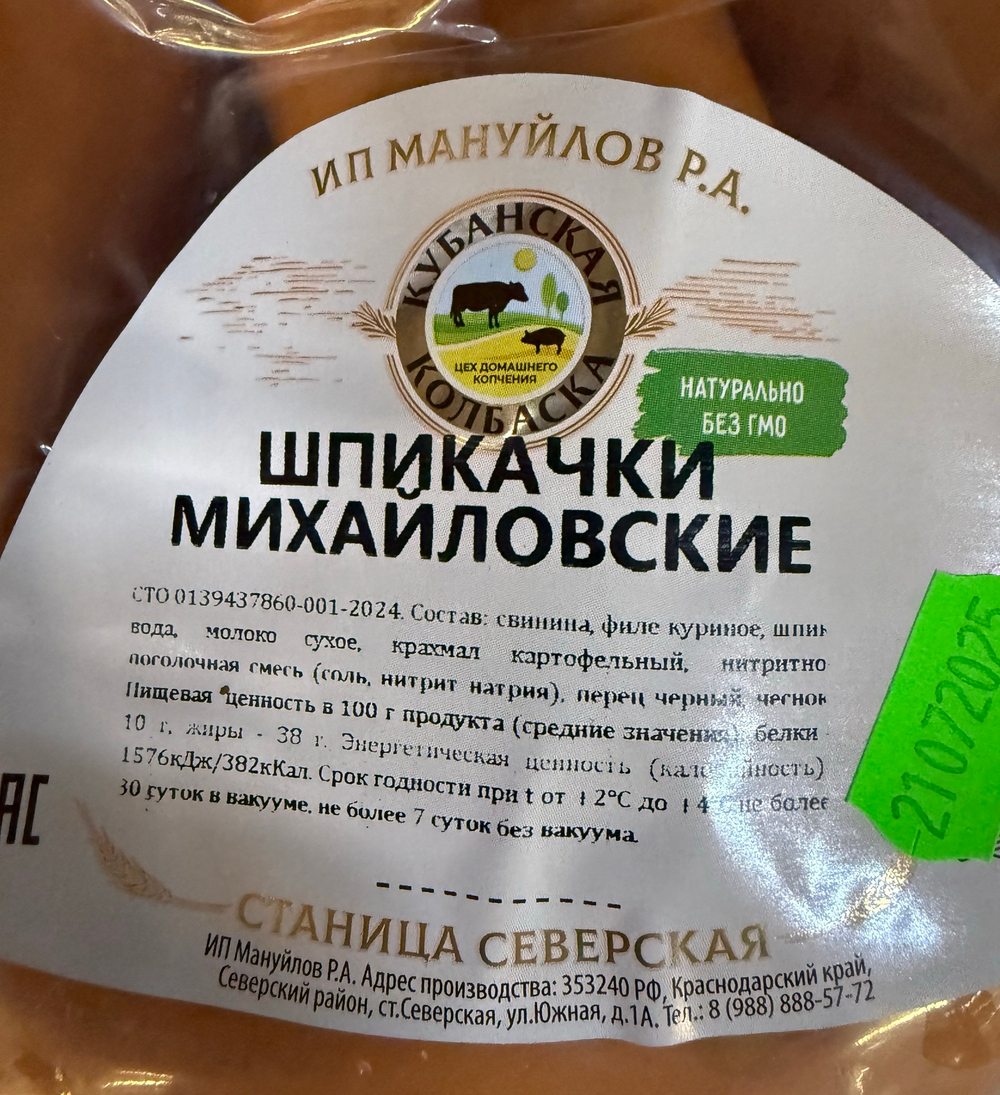 ИП МАНУЙЛОВ Р.А.
КУБАНСКАЯ
ЦЕХ ДОМАШНЕГО
КОПЧЕНИЯ
КОЛБАСКА
НАТУРАЛЬНО
БЕЗ ГМО
ШПИКАЧКИ
МИХАЙЛОВСКИЕ
СТО 0139437860-001-2024. Состав: свинина, филе куриное, шпик
вода, молоко сухое, крахмал картофельный, нитритно
поголочная смесь (соль, нитрит натрия), перец черный, чеснок
Пищевая ценность в 100 г продукта (средние значения) белки
10 г, жиры - 38 г. Энергетическая ценность
1576кДж/382кКал. Срок годности при t от +2°С до +4 не более
30 суток в вакууме, не более 7 суток без вакуума.
21072025
ЕАС
СТАНИЦА СЕВЕРСКАЯ
ИП Мануйлов Р.А. Адрес производства: 353240 РФ, Краснодарский край,
Северский район, ст.Северская, ул.Южная, д.1А. Тел.: 8 (988) 888-57-72